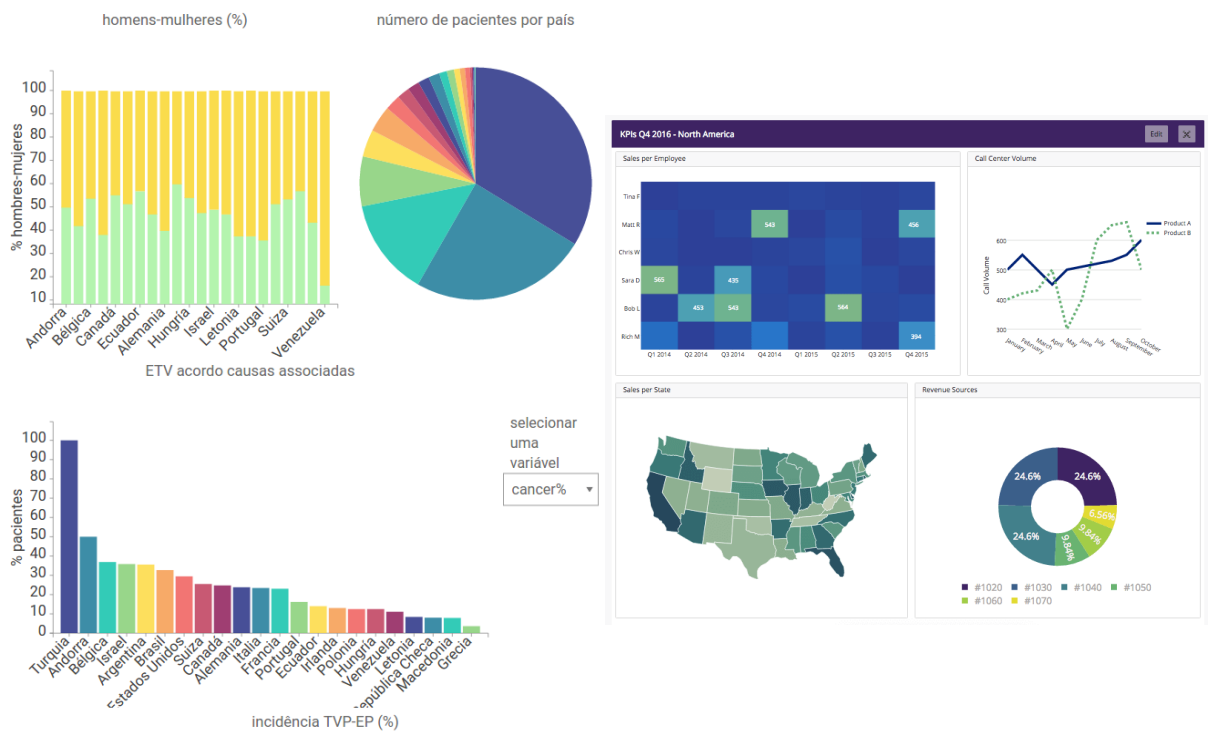 homens-mulheres (%)
número de pacientes por país
% hombres-mujeres
100
90
80
70
60
50
40
30
20
10
Andorra
Bélgica
Canadá
Ecuador
Alemania
Hungría
Israel
Letonia
Portugal
Suiza
Venezuela
ETV acordo causas associadas
% pacientes
100
90
80
70
60
50
40
30
20
10
0
Turquia
Andorra
Bélgica
Israel
Argentina
Brasil
Estados Unidos
Suiza
Canadá
Alemania
Italia
Francia
Portugal
Ecuador
Irlanda
Polonia
Hungria
Venezuela
Letonia
epública Checa
Macedonia
Grecia
selecionar
uma
variável
cancer%
incidência TVP-EP (%)
KPIs Q4 2016 - North America
Edit
Sales per Employee
Tina F
Matt R
543
456
Chris W
Sara D
565
435
Bob L
453
543
564
Rich M
394
Q1 2014
Q2 2014
Q3 2014
Q4 2014
Q1 2015
Q2 2015
Q3 2015
Q4 2015
Call Center Volume
Call Volume
600
500
400
300
January
February
March
April
May
June
July
August
September
October
Product A
Product B
Sales per State
Revenue Sources
24.6%
24.6%
6.56%
9.84%
9.84%
24.6%
#1020
#1030
#1040
#1050
#1060
#1070